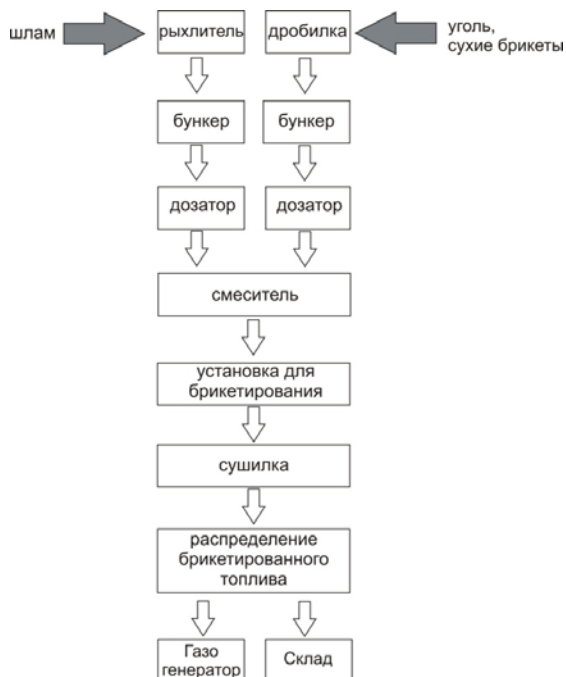 шлам
рыхлитель
дробилка
уголь,
сухие брикеты
бункер
бункер
дозатор
дозатор
смеситель
установка для
брикетирования
сушилка
распределение
брикетированного
топлива
Газо
генератор
Склад